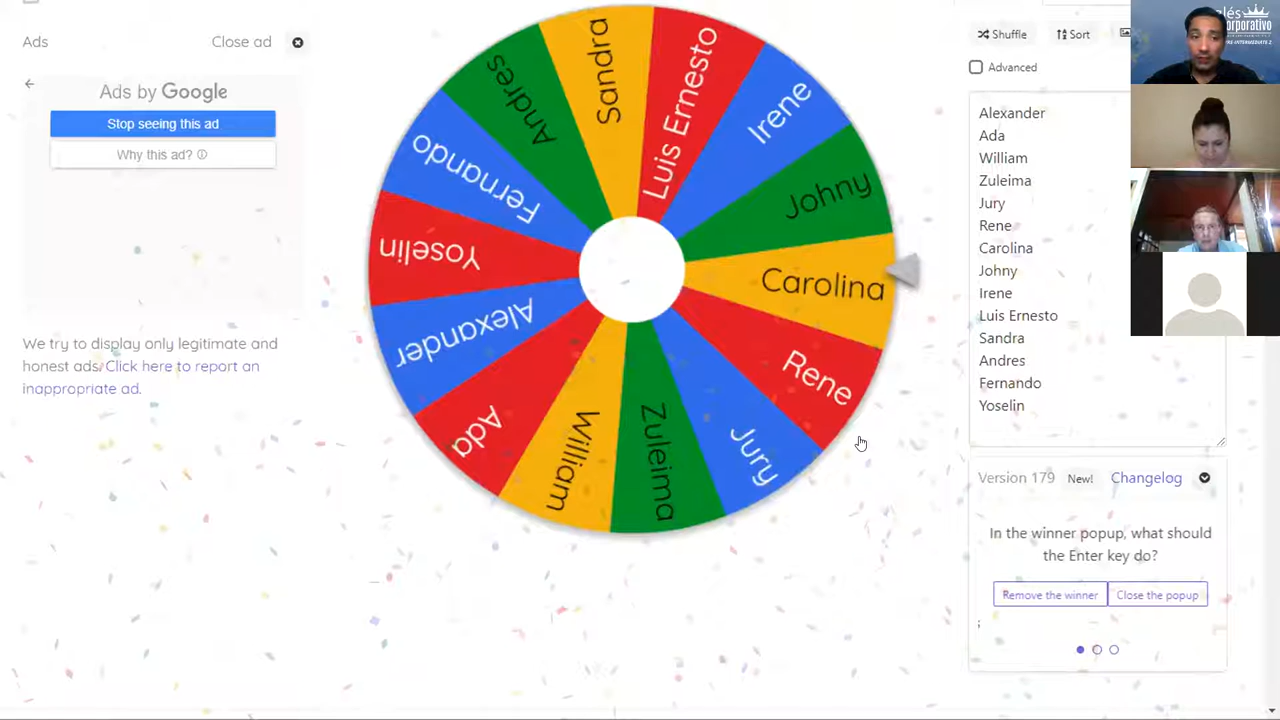 Ads
Close ad
Ads by Google
Stop seeing this ad
Why this ad?
We try to display only legitimate and
honest ads. Click here to report an
inappropriate ad.
Sandra
Luis Ernesto
Irene
Johny
Carolina
Rene
Jury
Zuleima
William
Ada
Alexander
Yoselin
Fernando
Andres
Shuffle
Sort
Advanced
Alexander
Ada
William
Zuleima
Jury
Rene
Carolina
Johny
Irene
Luis Ernesto
Sandra
Andres
Fernando
Yoselin
Version 179 New! Changelog
In the winner popup, what should
the Enter key do?
Remove the winner
Close the popup
;
glés
orporativo